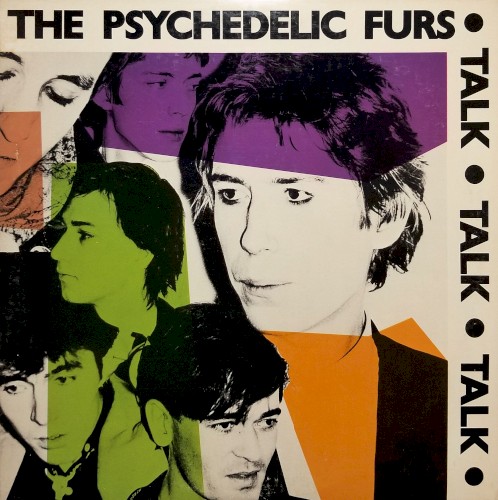 THE PSYCHEDELIC FURS •
TALK • TALK • TALK •